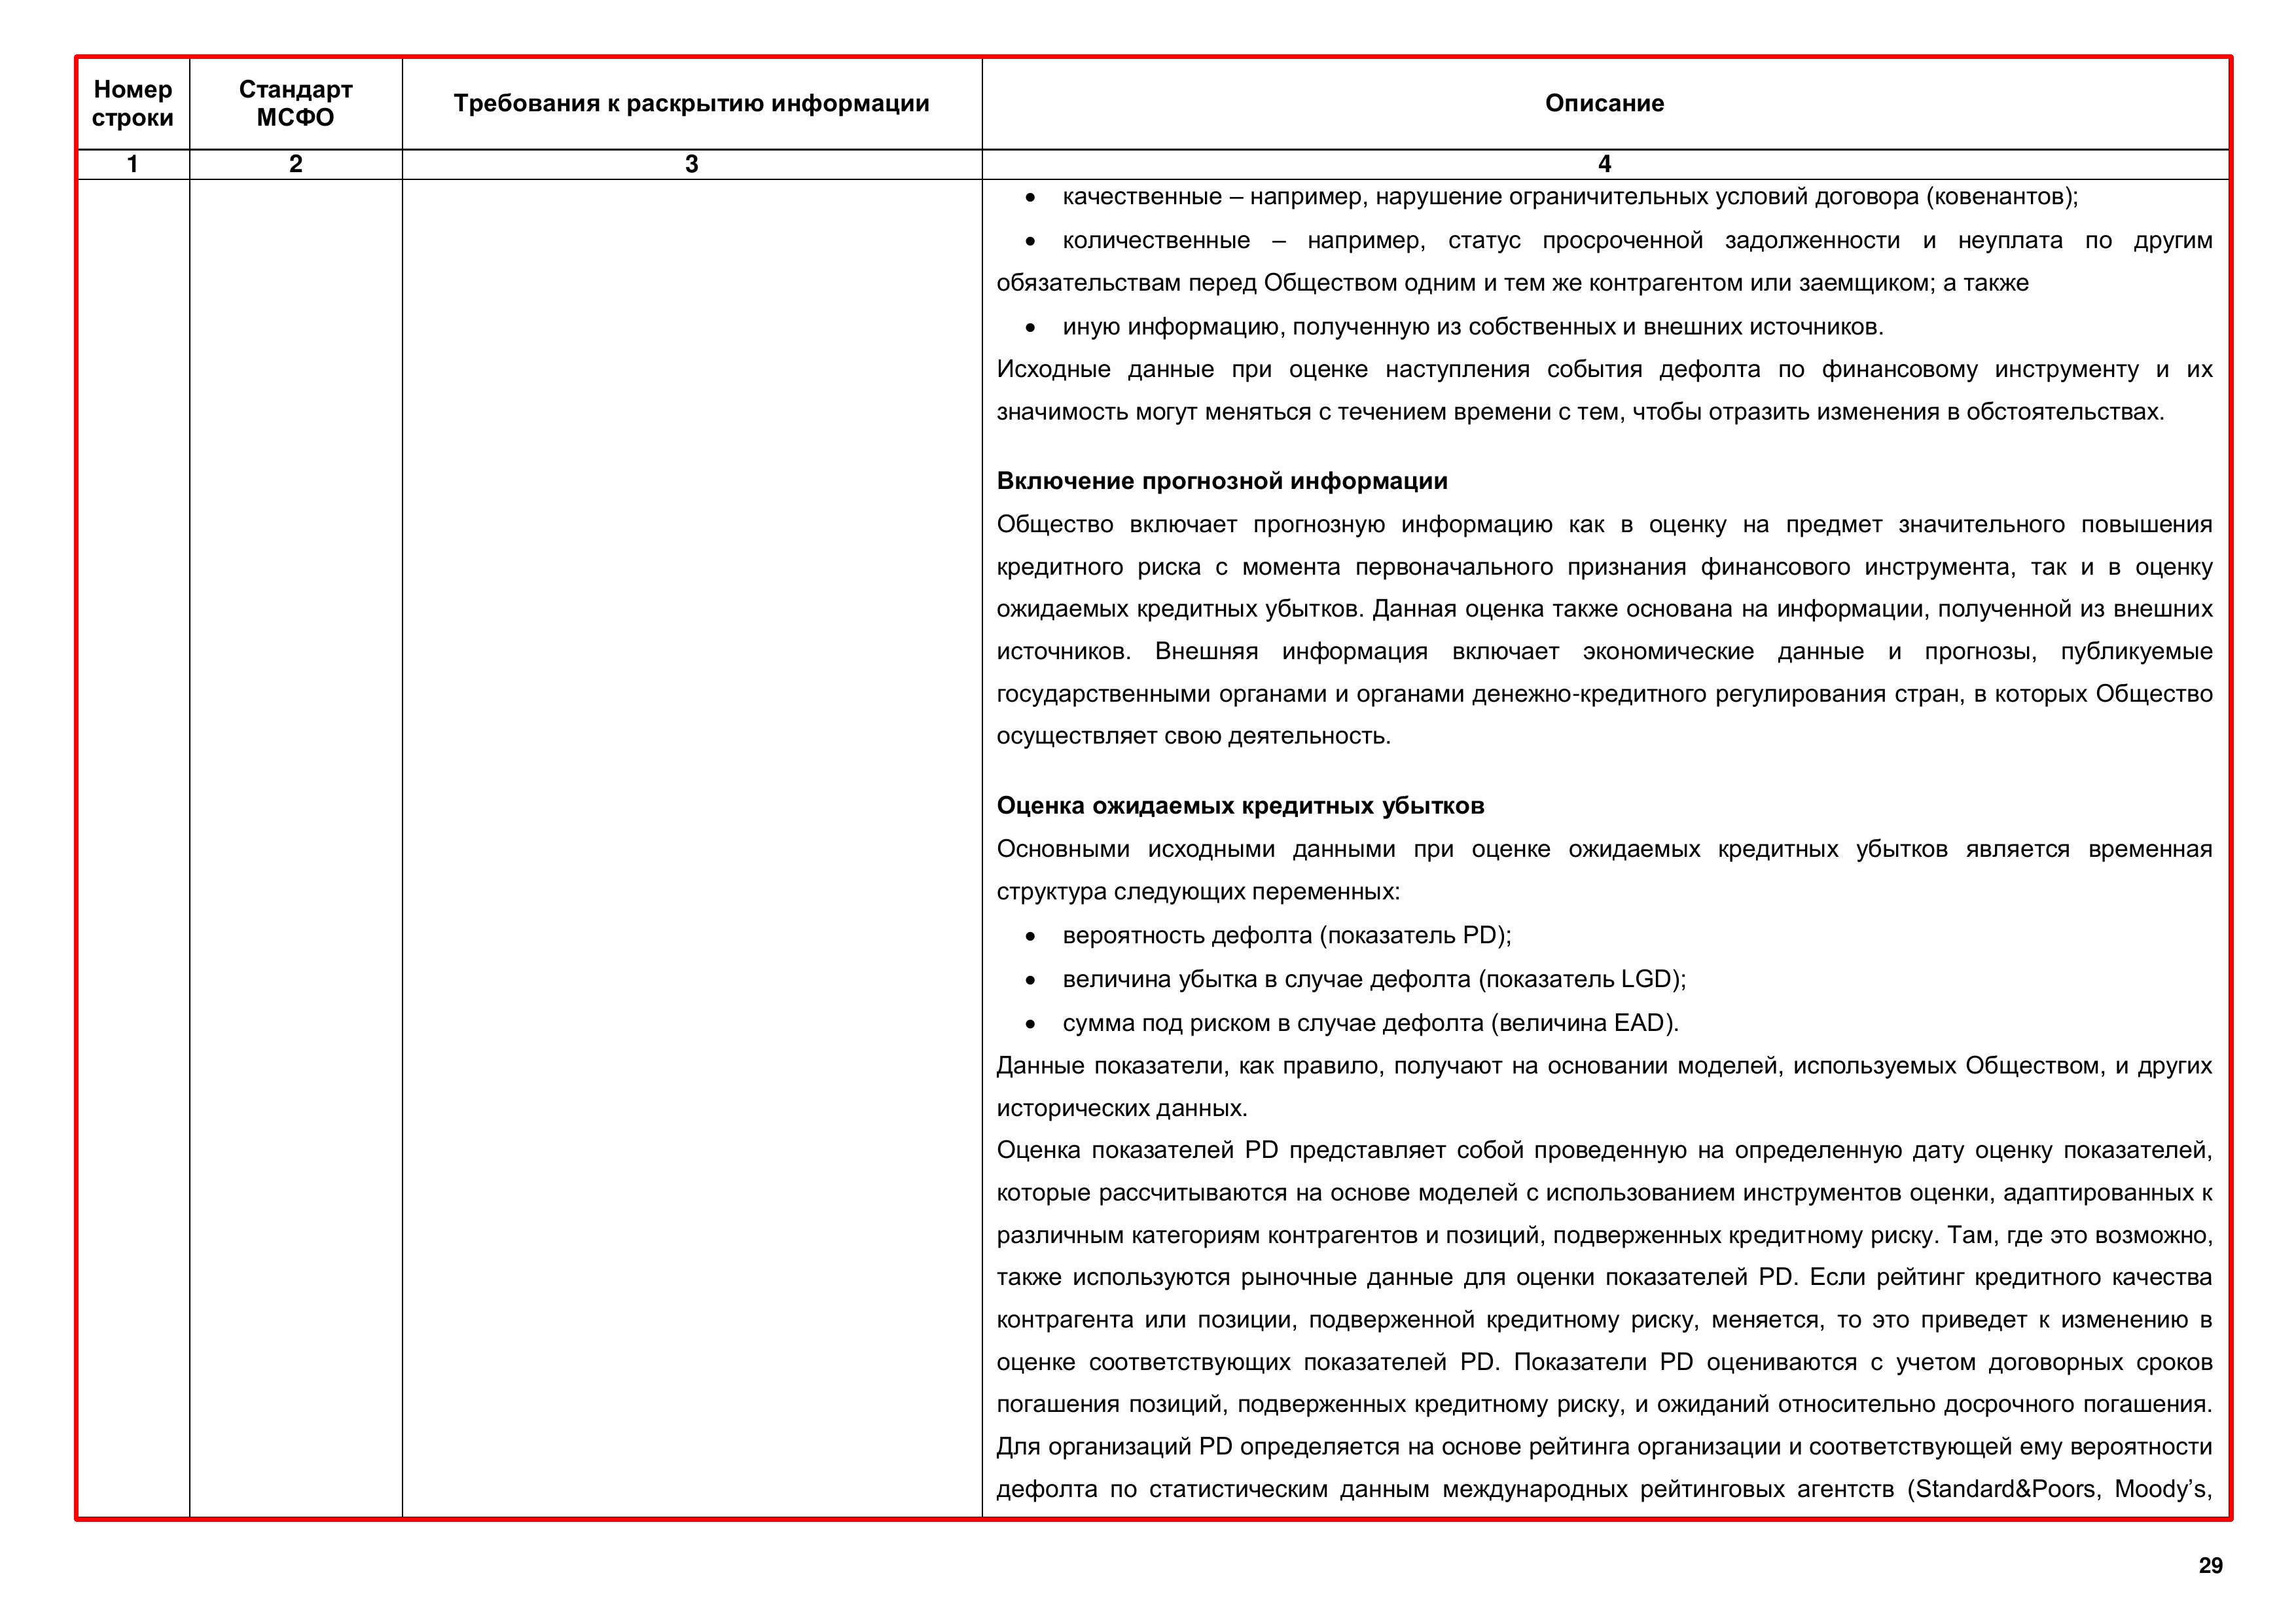 Номер строки
Стандарт МСФО
Требования к раскрытию информации
Описание
1
2
3
4
• качественные – например, нарушение ограничительных условий договора (ковенантов);
• количественные – например, статус просроченной задолженности и неуплата по другим
обязательствам перед Обществом одним и тем же контрагентом или заемщиком; а также
• иную информацию, полученную из собственных и внешних источников.
Исходные данные при оценке наступления события дефолта по финансовому инструменту и их
значимость могут меняться с течением времени с тем, чтобы отразить изменения в обстоятельствах.
Включение прогнозной информации
Общество включает прогнозную информацию как в оценку на предмет значительного повышения
кредитного риска с момента первоначального признания финансового инструмента, так и в оценку
ожидаемых кредитных убытков. Данная оценка также основана на информации, полученной из внешних
источников. Внешняя информация включает экономические данные и прогнозы, публикуемые
государственными органами и органами денежно-кредитного регулирования стран, в которых Общество
осуществляет свою деятельность.
Оценка ожидаемых кредитных убытков
Основными исходными данными при оценке ожидаемых кредитных убытков является временная
структура следующих переменных:
• вероятность дефолта (показатель PD);
• величина убытка в случае дефолта (показатель LGD);
• сумма под риском в случае дефолта (величина EAD).
Данные показатели, как правило, получают на основании моделей, используемых Обществом, и других
исторических данных.
Оценка показателей PD представляет собой проведенную на определенную дату оценку показателей,
которые рассчитываются на основе моделей с использованием инструментов оценки, адаптированных к
различным категориям контрагентов и позиций, подверженных кредитному риску. Там, где это возможно,
также используются рыночные данные для оценки показателей PD. Если рейтинг кредитного качества
контрагента или позиции, подверженной кредитному риску, меняется, то это приведет к изменению в
оценке соответствующих показателей PD. Показатели PD оцениваются с учетом договорных сроков
погашения позиций, подверженных кредитному риску, и ожиданий относительно досрочного погашения.
Для организаций PD определяется на основе рейтинга организации и соответствующей ему вероятности
дефолта по статистическим данным международных рейтинговых агентств (Standard&Poors, Moody’s,
29